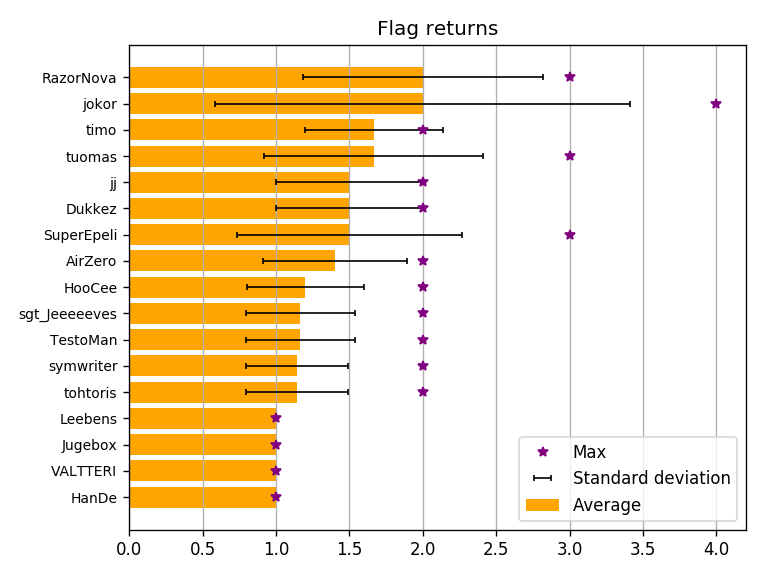 Flag returns
RazorNova
jokor
timo
tuomas
jj
Dukkez
SuperEpeli
AirZero
HooCee
sgt_Jeeeeeves
TestoMan
symwriter
tohtoris
Leebens
Jugebox
VALTTERI
HanDe
Max
Standard deviation
Average
0.0 0.5 1.0 1.5 2.0 2.5 3.0 3.5 4.0